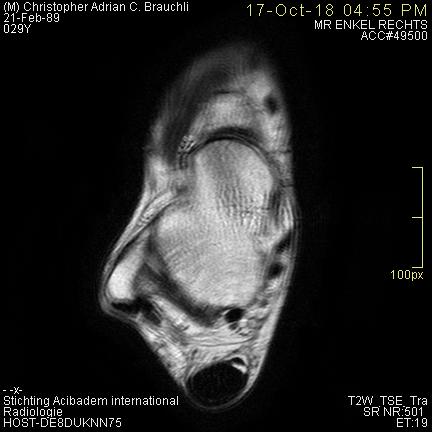 (M) Christopher Adrian C. Brauchli
21-Feb-89
029Y
17-Oct-18 04:55 PM
MR ENKEL RECHTS
ACC#49500
100px
--x-
Stichting Acibadem international
Radiologie
HOST-DE8DUKNN75
T2W_TSE_Tra
SR NR:501
ET:19